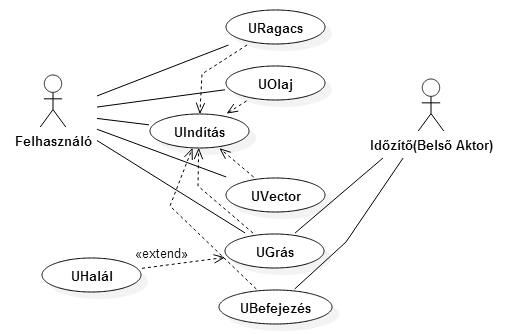 URagacs
UOlaj
Felhasználó
UIndítás
Időzítő(Belső Aktor)
UVector
UGrás
«extend»
UHalál
UBefejezés